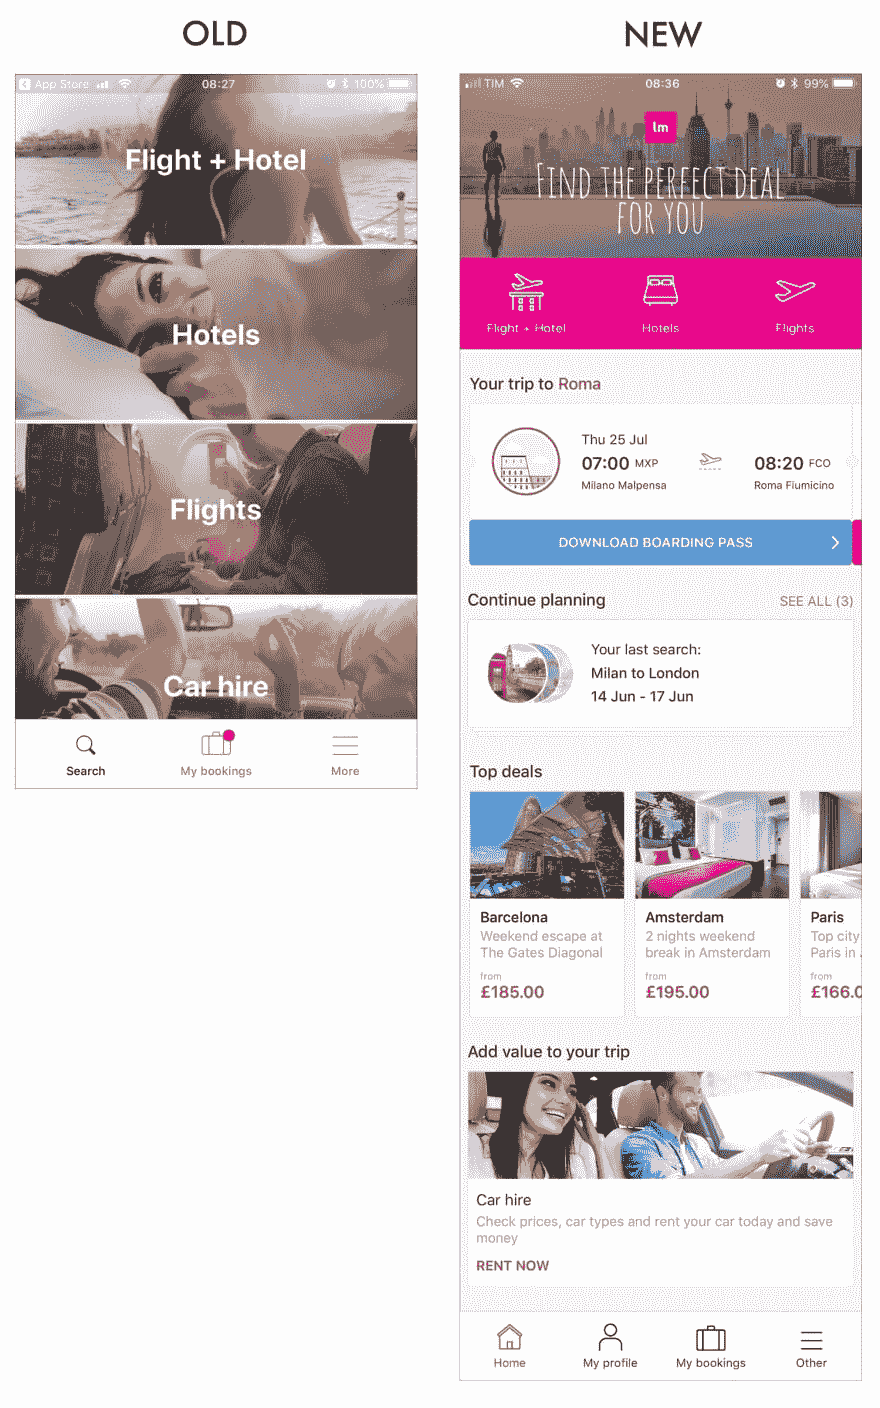 OLD
App Store
08:27
100%
Flight + Hotel
Hotels
Flights
Car hire
Search
My bookings
More
NEW
TIM
08:36
99%
lm
FIND THE PERFECT DEAL
FOR YOU
Flight + Hotel
Hotels
Flights
Your trip to Roma
Thu 25 Jul
07:00 MXP
08:20 FCO
Milano Malpensa
Roma Fiumicino
DOWNLOAD BOARDING PASS
Continue planning
SEE ALL (3)
Your last search:
Milan to London
14 Jun - 17 Jun
Top deals
Barcelona
Weekend escape at
The Gates Diagonal
from
£185.00
Amsterdam
2 nights weekend
break in Amsterdam
from
£195.00
Paris
Top city
Paris in
from
£166.0
Add value to your trip
Car hire
Check prices, car types and rent your car today and save
money
RENT NOW
Home
My profile
My bookings
Other